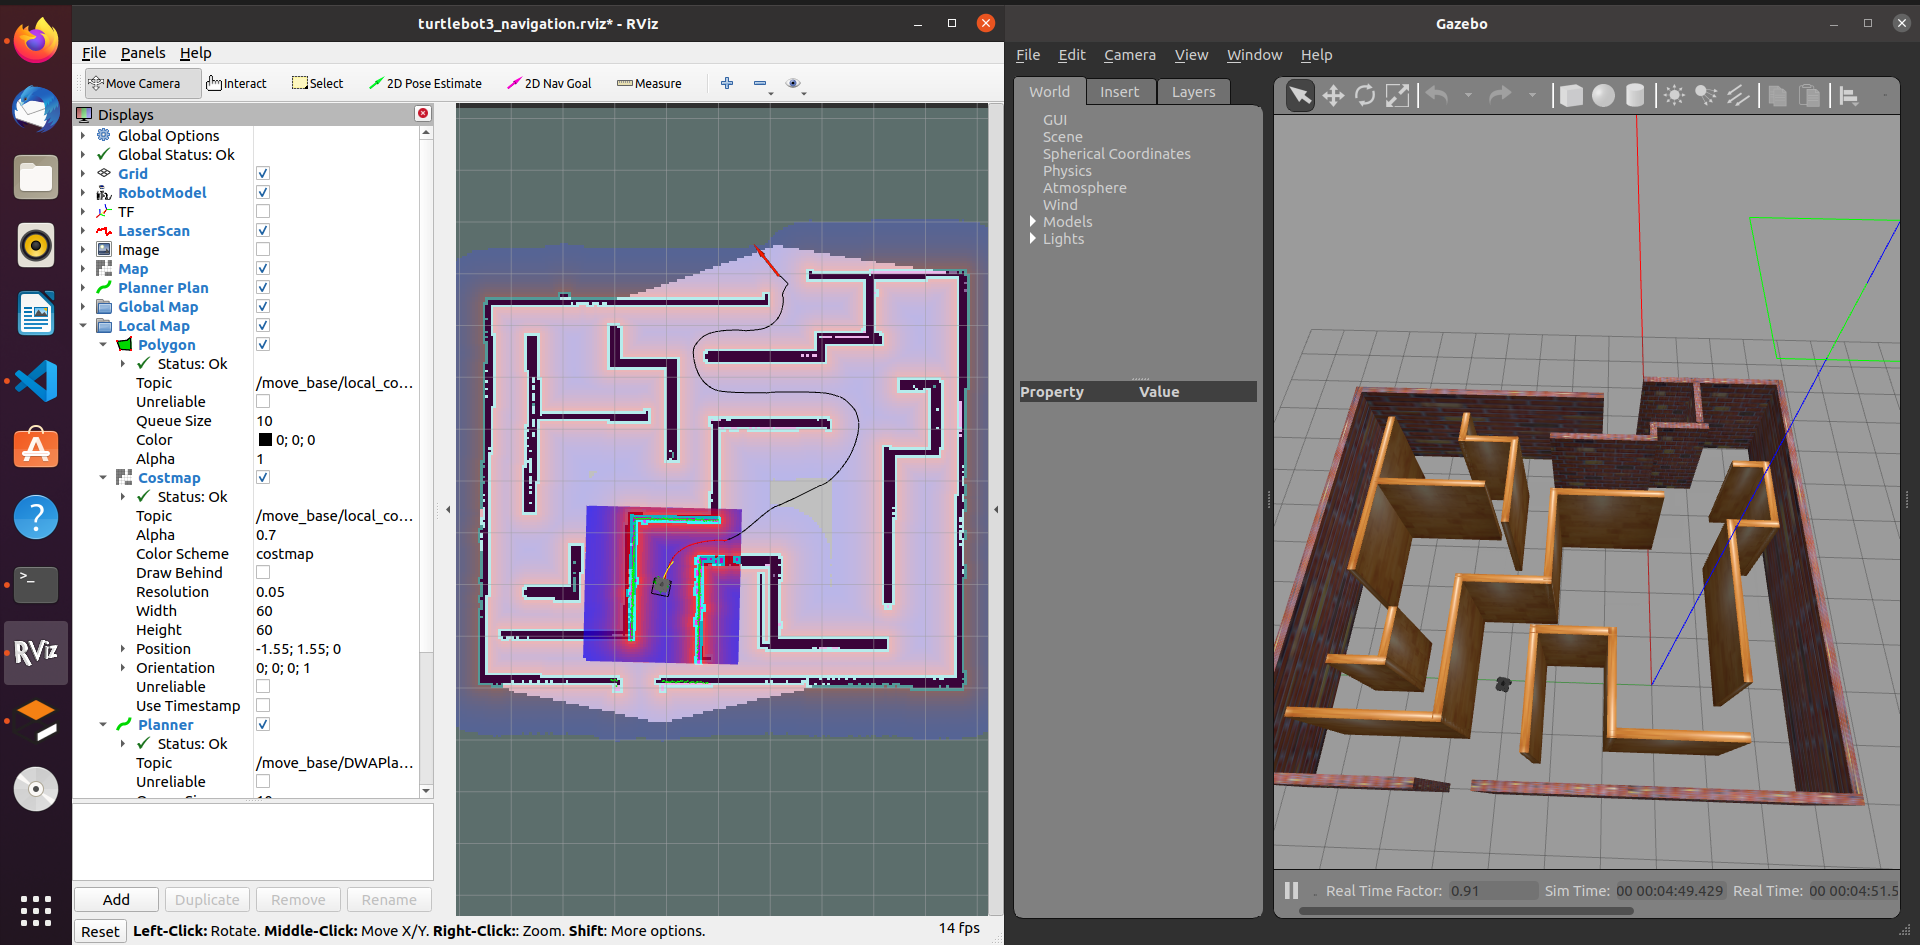 turtlebot3_navigation.rviz* - RViz
File Panels Help
Move Camera Interact Select 2D Pose Estimate 2D Nav Goal Measure
Displays
Global Options
Global Status: Ok
Grid
RobotModel
TF
LaserScan
Image
Map
Planner Plan
Global Map
Local Map
Polygon
Status: Ok
Topic /move_base/local_co...
Unreliable
Queue Size 10
Color 0; 0; 0
Alpha 1
Costmap
Status: Ok
Topic /move_base/local_co...
Alpha 0.7
Color Scheme costmap
Draw Behind
Resolution 0.05
Width 60
Height 60
Position -1.55; 1.55; 0
Orientation 0; 0; 0; 1
Unreliable
Use Timestamp
Planner
Status: Ok
Topic /move_base/DWAPla...
Unreliable
Add Duplicate Remove Rename
Reset Left-Click: Rotate. Middle-Click: Move X/Y. Right-Click:: Zoom. Shift: More options. 14 fps
RViz
>_
?
Gazebo
File Edit Camera View Window Help
World Insert Layers
GUI
Scene
Spherical Coordinates
Physics
Atmosphere
Wind
Models
Lights
Property Value
Real Time Factor: 0.91 Sim Time: 00 00:04:49.429 Real Time: 00 00:04:51.5